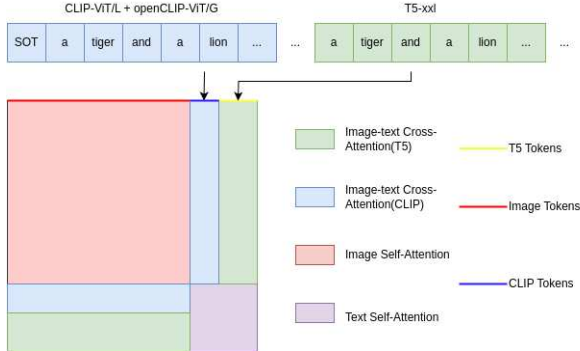 CLIP-ViT/L + openCLIP-ViT/G
T5-xxl
SOT a tiger and a lion ... ...
a tiger and a lion ... ...
Image-text Cross-
Attention(T5)
T5 Tokens
Image-text Cross-
Attention(CLIP)
Image Tokens
Image Self-Attention
CLIP Tokens
Text Self-Attention